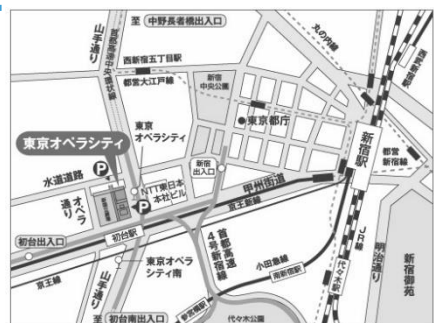 至 中野長者橋出入口
山手通り
首都高速中央環状線
西新宿五丁目駅
都営大江戸線
新宿
中央公園
丸の内線
西武新宿駅
東京都庁
東京オペラシティ
東京
オペラシティ
新宿駅
都営
新宿線
水道道路
P
新宿
出入口
甲州街道
京王新線
NTT東日本
本社ビル
オペラ
通り
P
初台駅
初台出入口
京王線
東京オペラ
シティ南
山手通り
首都高速
4号新宿線
小田急線
南新宿駅
JR線
代々木駅
明治通り
新宿御苑
至 初台南出入口
参宮橋駅
代々木公園